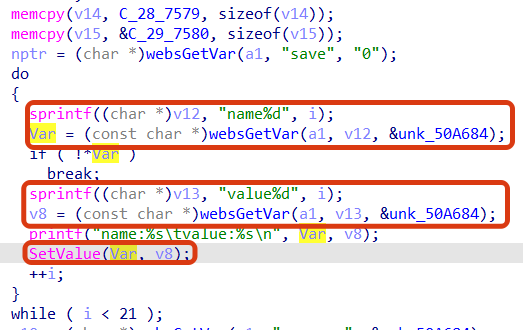 memcpy(v14, C_28_7579, sizeof(v14));
memcpy(v15, &C_29_7580, sizeof(v15));
nptr = (char *)websGetVar(a1, "save", "0");
do
{
sprintf((char *)v12, "name%d", i);
Var = (const char *)websGetVar(a1, v12, &unk_50A684);
if ( !*Var )
break;
sprintf((char *)v13, "value%d", i);
v8 = (const char *)websGetVar(a1, v13, &unk_50A684);
printf("name:%s\tvalue:%s\n", Var, v8);
SetValue(Var, v8);
++i;
}
while ( i < 21 );